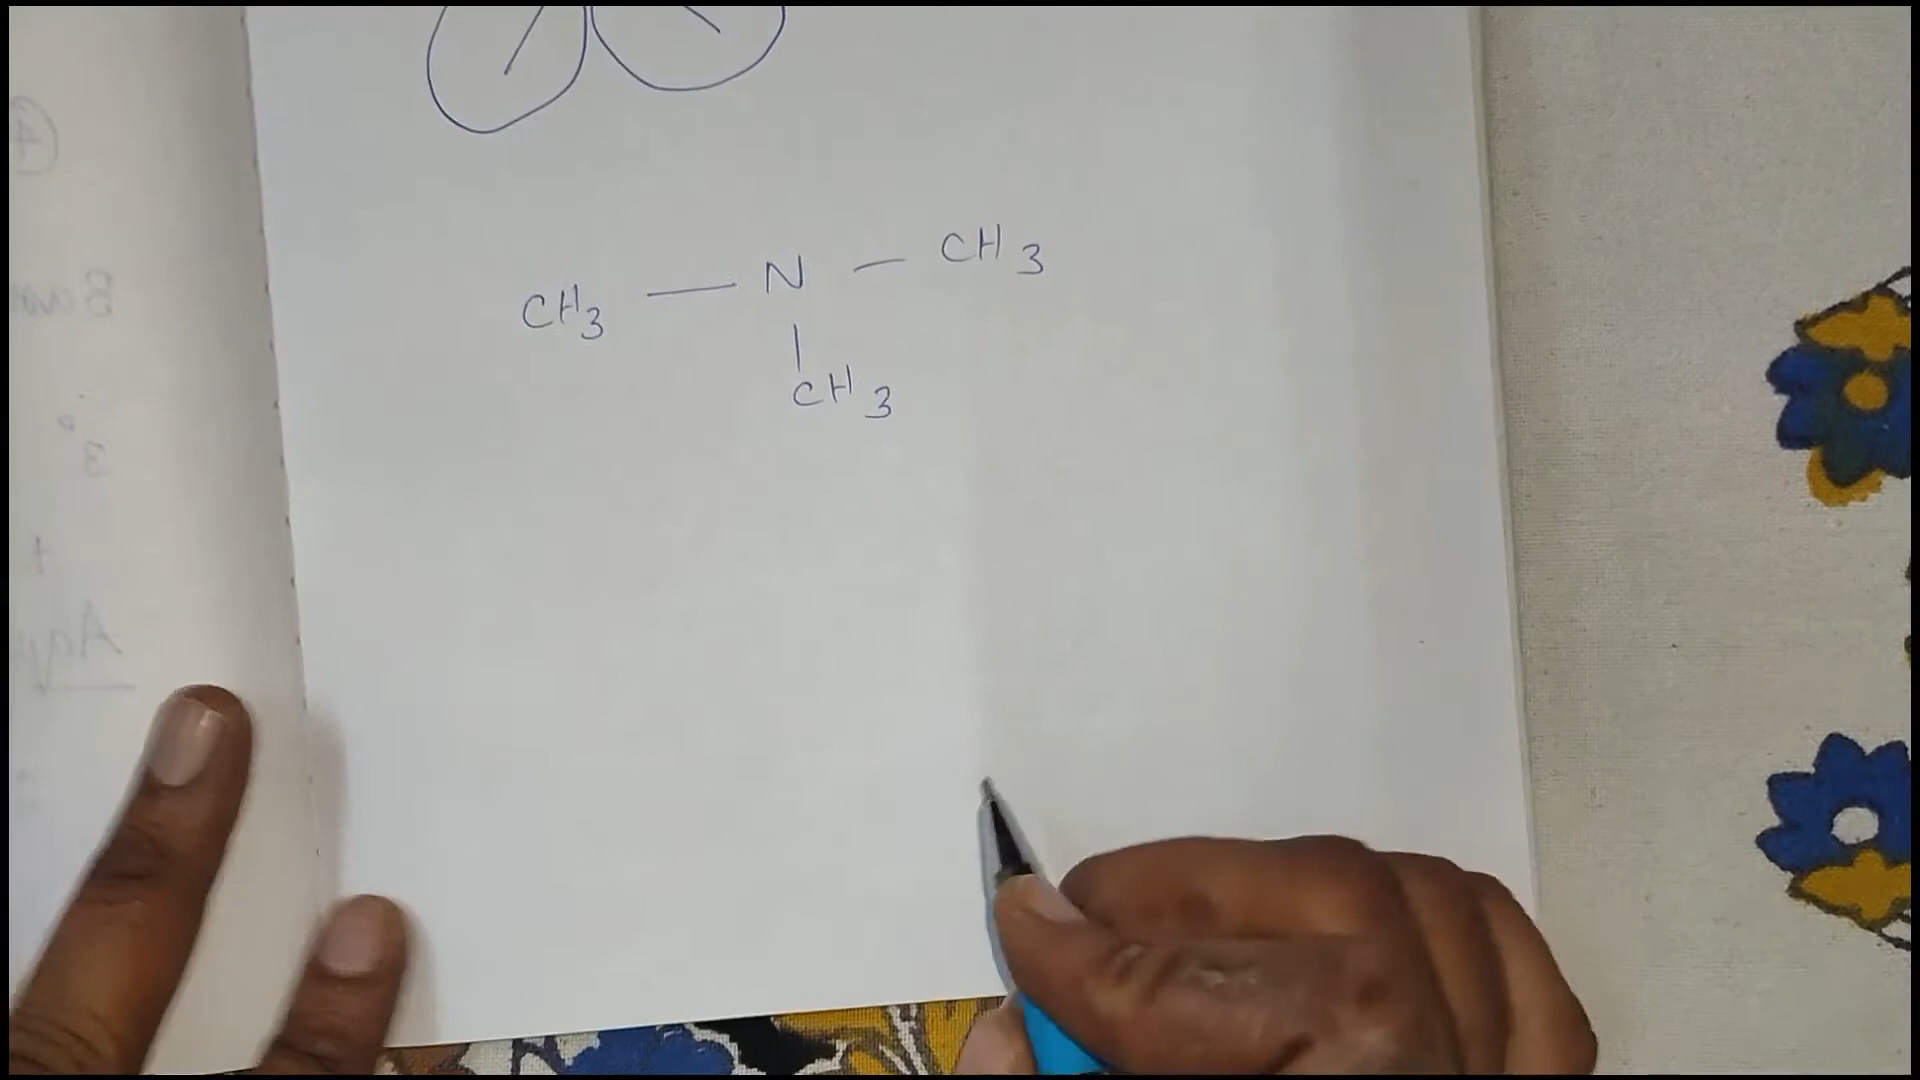 CH3 — N — CH3
|
CH3